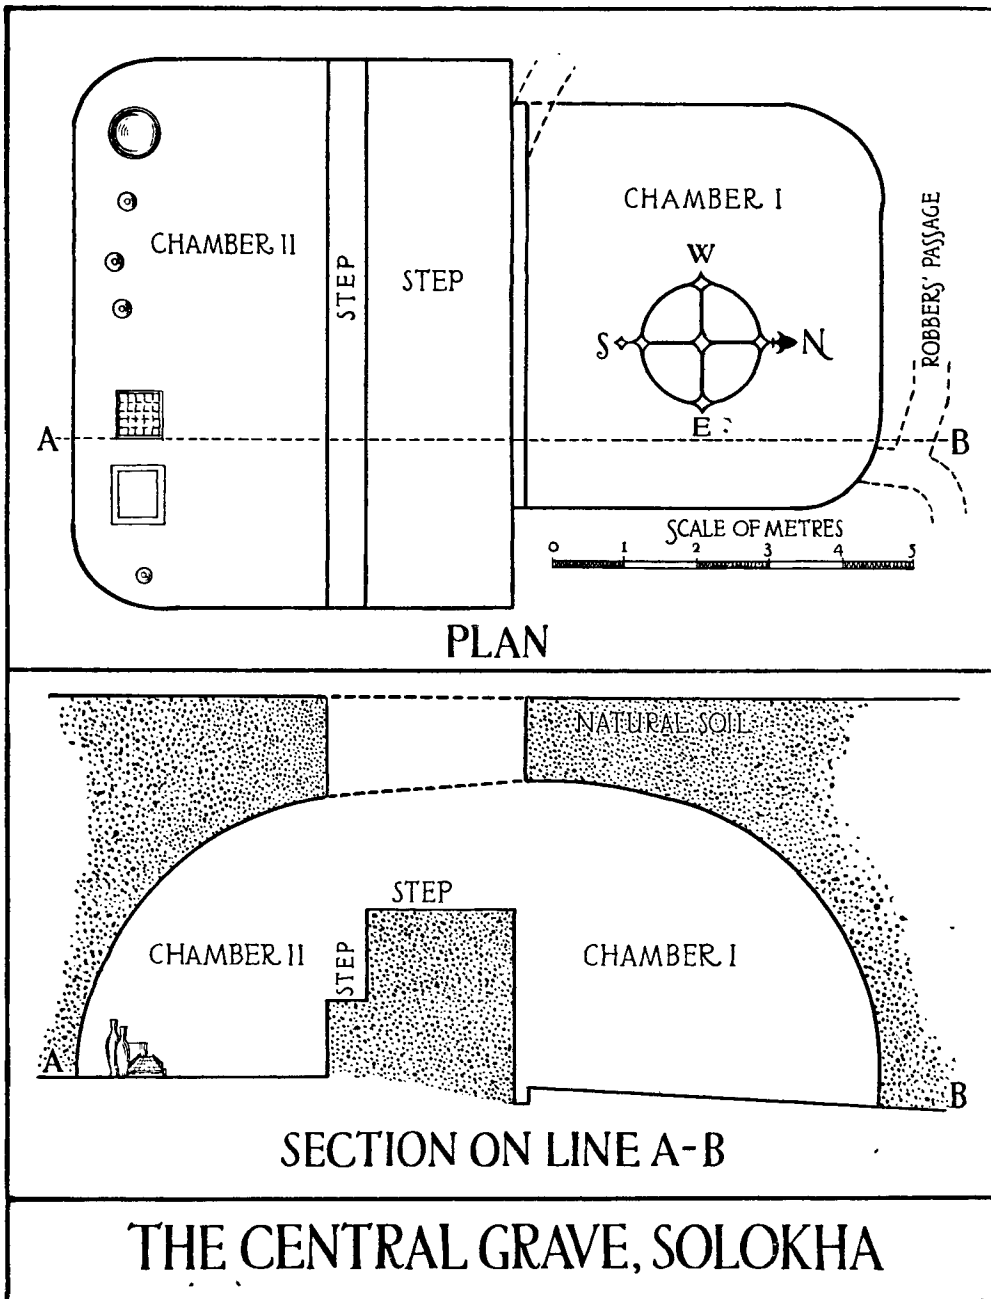 CHAMBER I
CHAMBER II
STEP
STEP
W
S
N
E
ROBBERS' PASSAGE
A
B
SCALE OF METRES
0 1 2 3 4 5
PLAN
NATURAL SOIL
STEP
CHAMBER II
STEP
CHAMBER I
A
B
SECTION ON LINE A-B
THE CENTRAL GRAVE, SOLOKHA